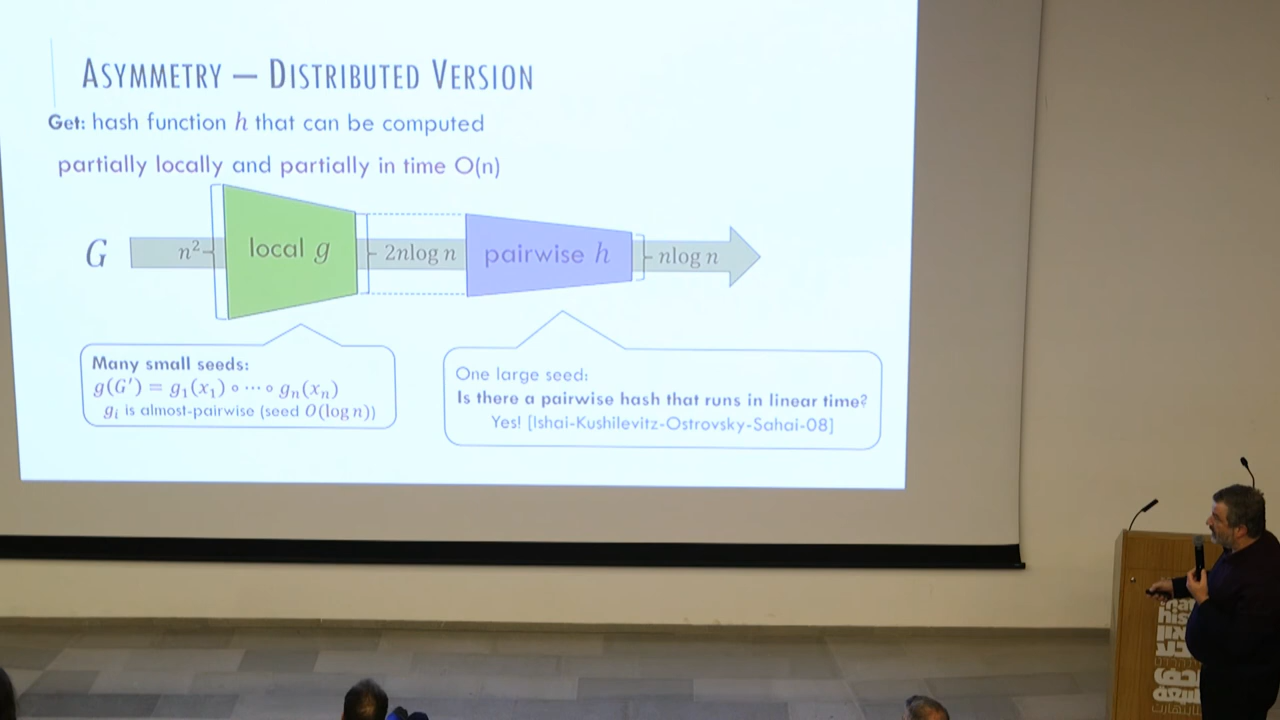 ASYMMETRY – DISTRIBUTED VERSION
Get: hash function h that can be computed
partially locally and partially in time O(n)
G
n²
local g
2nlog n
pairwise h
nlog n
Many small seeds:
g(G′) = g₁(x₁) ∘ ⋯ ∘ gₙ(xₙ)
gᵢ is almost-pairwise (seed O(log n))
One large seed:
Is there a pairwise hash that runs in linear time?
Yes! [Ishai-Kushilevitz-Ostrovsky-Sahai-08]